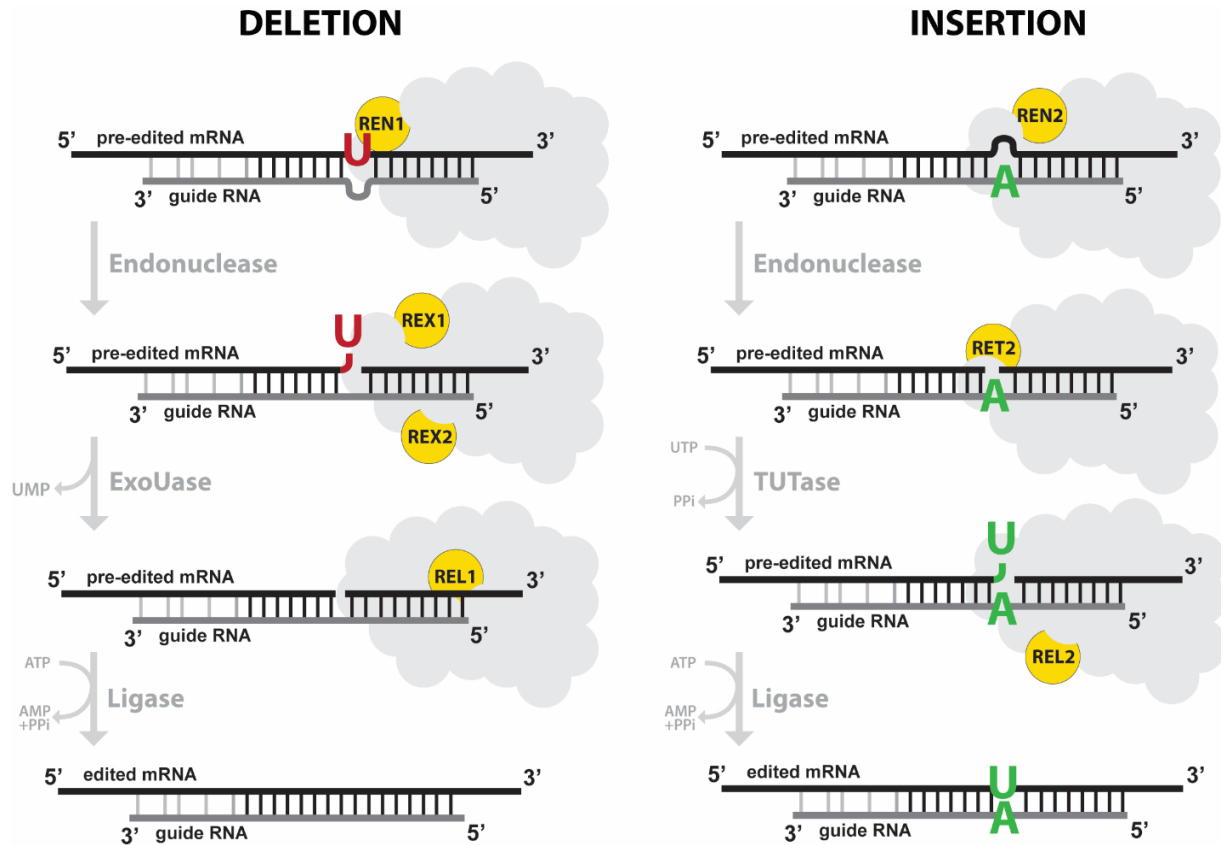 DELETION
REN1
5’ pre-edited mRNA 3’
U
3’ guide RNA 5’
Endonuclease
U REX1
5’ pre-edited mRNA 3’
3’ guide RNA 5’
REX2
UMP ExoUase
5’ pre-edited mRNA REL1 3’
3’ guide RNA 5’
ATP
Ligase
AMP
+PPi
5’ edited mRNA 3’
3’ guide RNA 5’
INSERTION
REN2
5’ pre-edited mRNA 3’
A
3’ guide RNA 5’
Endonuclease
5’ pre-edited mRNA RET2 3’
A
3’ guide RNA 5’
UTP
TUTase
PPi
U
5’ pre-edited mRNA 3’
A
3’ guide RNA 5’
REL2
ATP
Ligase
AMP
+PPi
5’ edited mRNA U 3’
A
3’ guide RNA 5’